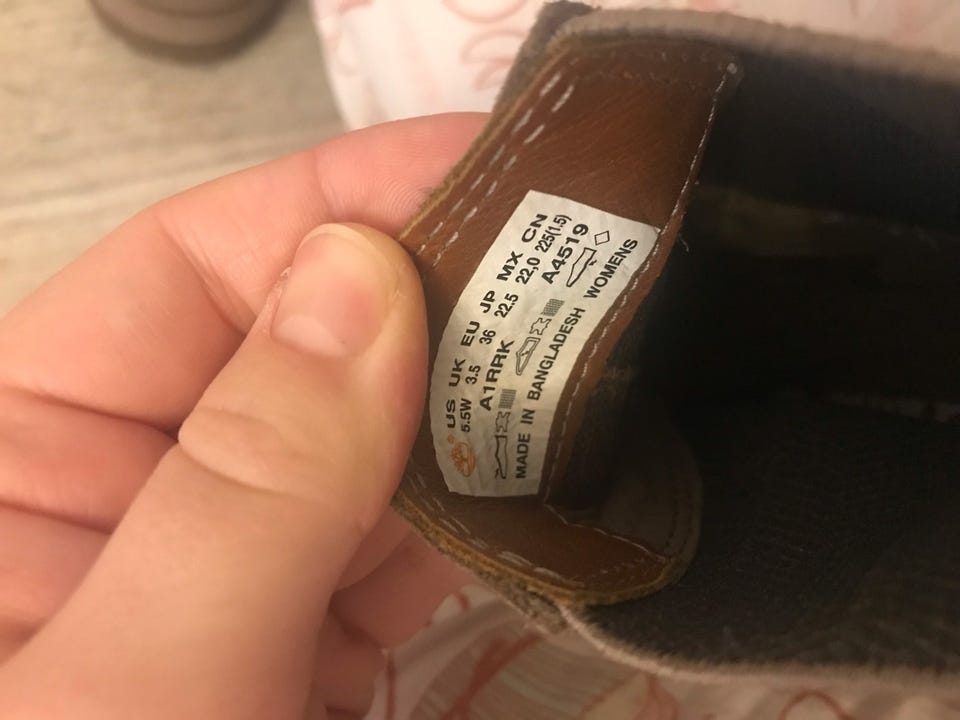 US UK EU JP MX CN
5.5W 3.5 36 22.5 22,0 225(1.5)
A1RRK A4519
MADE IN BANGLADESH WOMENS